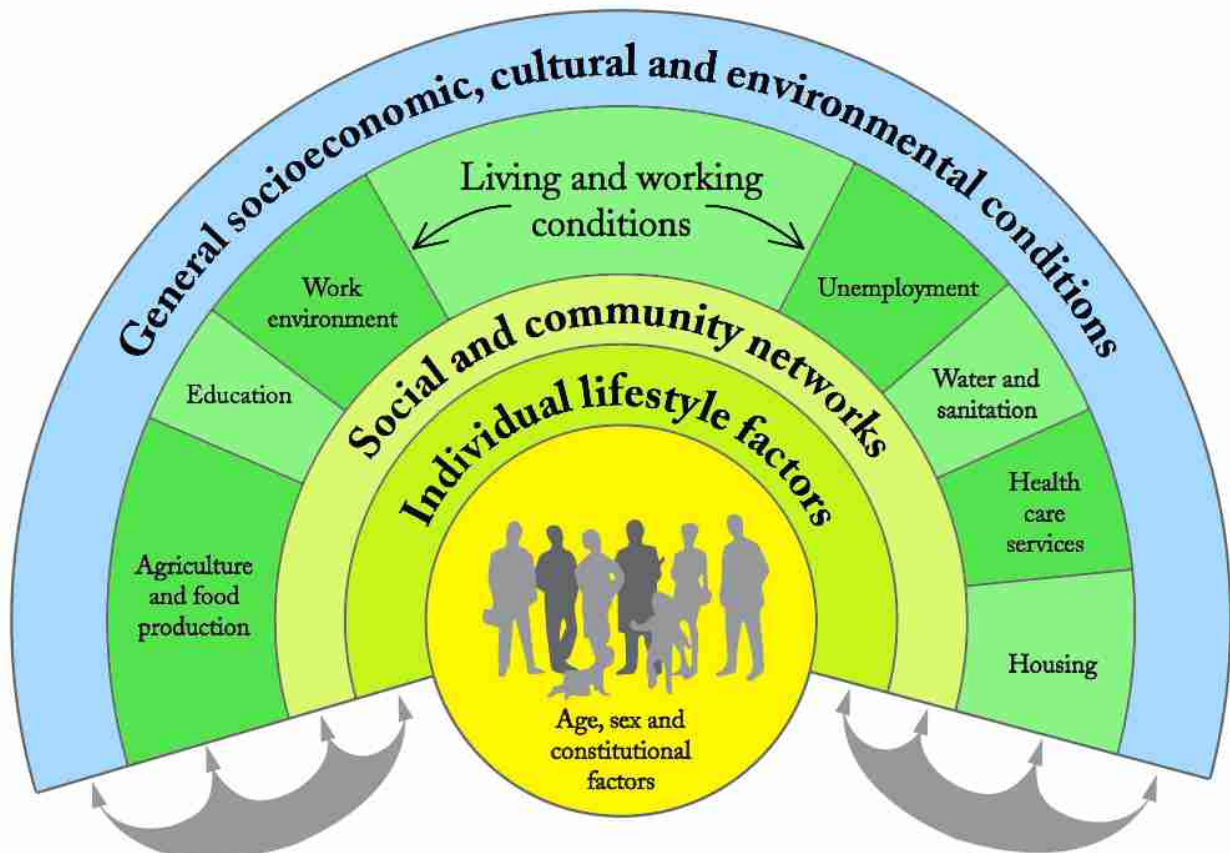 General socioeconomic, cultural and environmental conditions
Living and working
conditions
Work
environment
Unemployment
Education
Water and
sanitation
Agriculture
and food
production
Health
care
services
Housing
Social and community networks
Individual lifestyle factors
Age, sex and
constitutional
factors